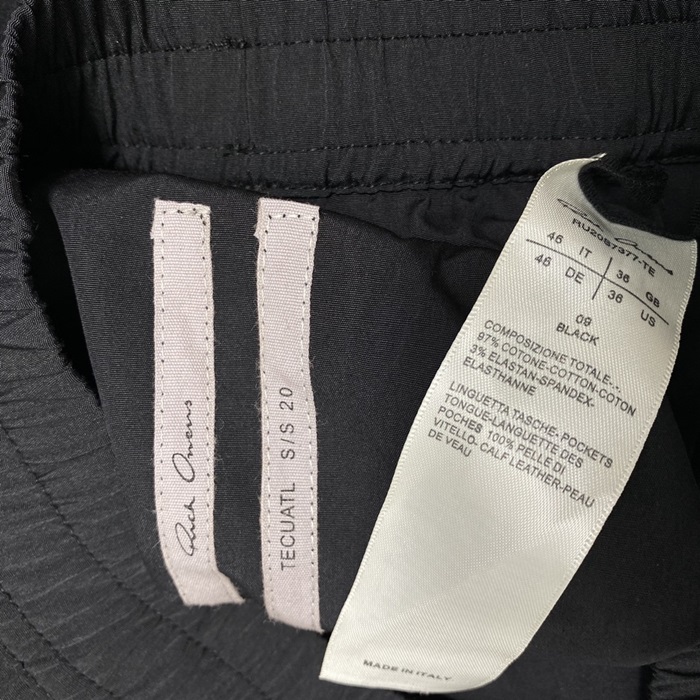 Rick Owens
TECUATL S/S 20
Rick Owens
RU20S7377-TE
46 IT 36 GB
46 DE 36 US
09
BLACK
COMPOSIZIONE TOTALE-..
97% COTONE-COTTON-COTON
3% ELASTAN-SPANDEX-
ELASTHANNE
LINGUETTA TASCHE- POCKETS
TONGUE-LANGUETTE DES
POCHES 100% PELLE DI
VITELLO- CALF LEATHER-PEAU
DE VEAU
MADE IN ITALY